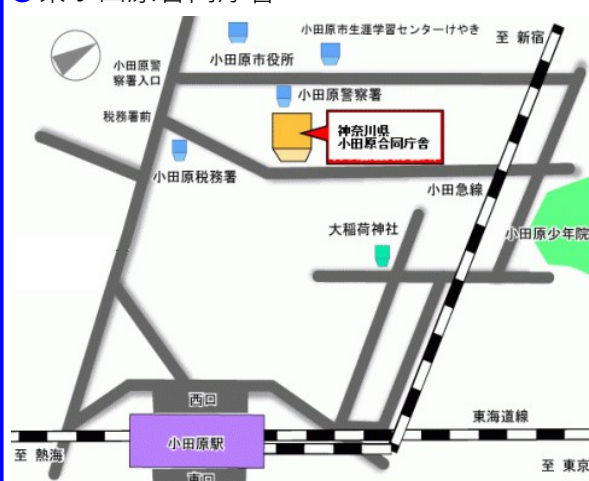 小田原市生涯学習センターけやき
至 新宿
小田原市役所
小田原警
察署入口
小田原警察署
税務署前
神奈川県
小田原合同庁舎
小田原税務署
小田急線
大稲荷神社
小田原少年院
西口
東海道線
小田原駅
至 熱海
至 東京
東口